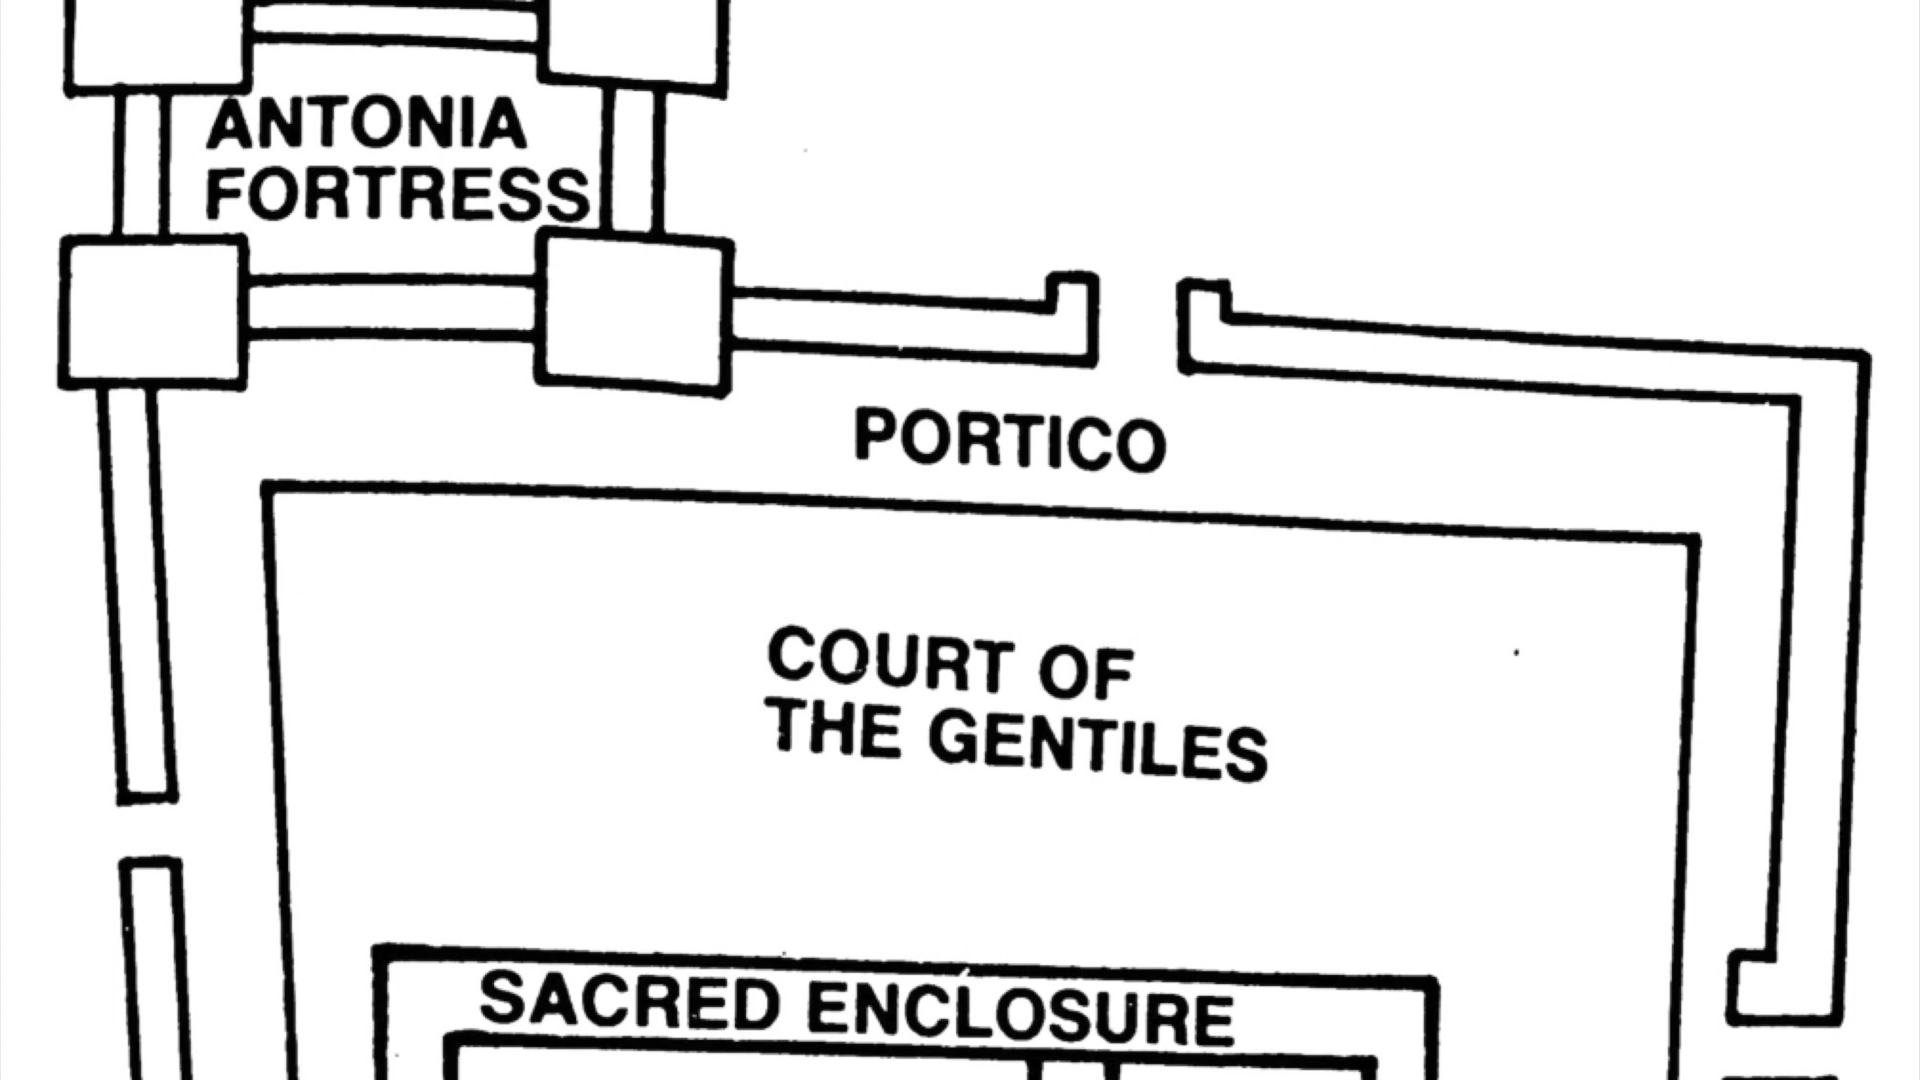 ANTONIA
FORTRESS
PORTICO
COURT OF
THE GENTILES
SACRED ENCLOSURE